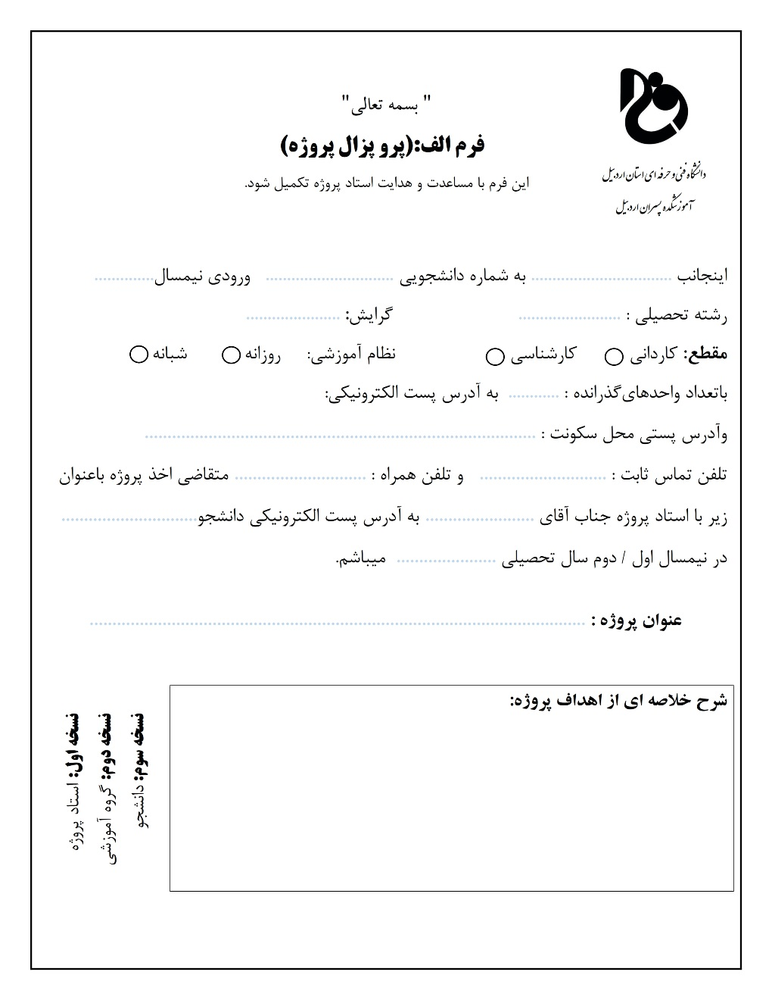 " بسمه تعالی"
فرم الف:(پرو پزال پروژه)
این فرم با مساعدت و هدایت استاد پروژه تکمیل شود.
دانشگاه فنی و حرفه ای استان اردبیل
آموزشکده پسران اردبیل
اینجانب ................................ به شماره دانشجویی ............................. ورودی نیمسال..............
رشته تحصیلی : ....................... گرایش: .....................
مقطع: کاردانی ◯ کارشناسی ◯ نظام آموزشی: روزانه ◯ شبانه ◯
باتعداد واحدهای‌گذرانده : ............ به آدرس پست الکترونیکی:
وآدرس پستی محل سکونت : ..........................................................................................
تلفن تماس ثابت : ............................. و تلفن همراه : .............................. متقاضی اخذ پروژه باعنوان
زیر با استاد پروژه جناب آقای ......................... به آدرس پست الکترونیکی دانشجو...............................
در نیمسال اول / دوم سال تحصیلی ....................... میباشم.
عنوان پروژه : ..................................................................................................................
شرح خلاصه ای از اهداف پروژه:
نسخه اول: استاد پروژه
نسخه دوم: گروه آموزشی
نسخه سوم: دانشجو